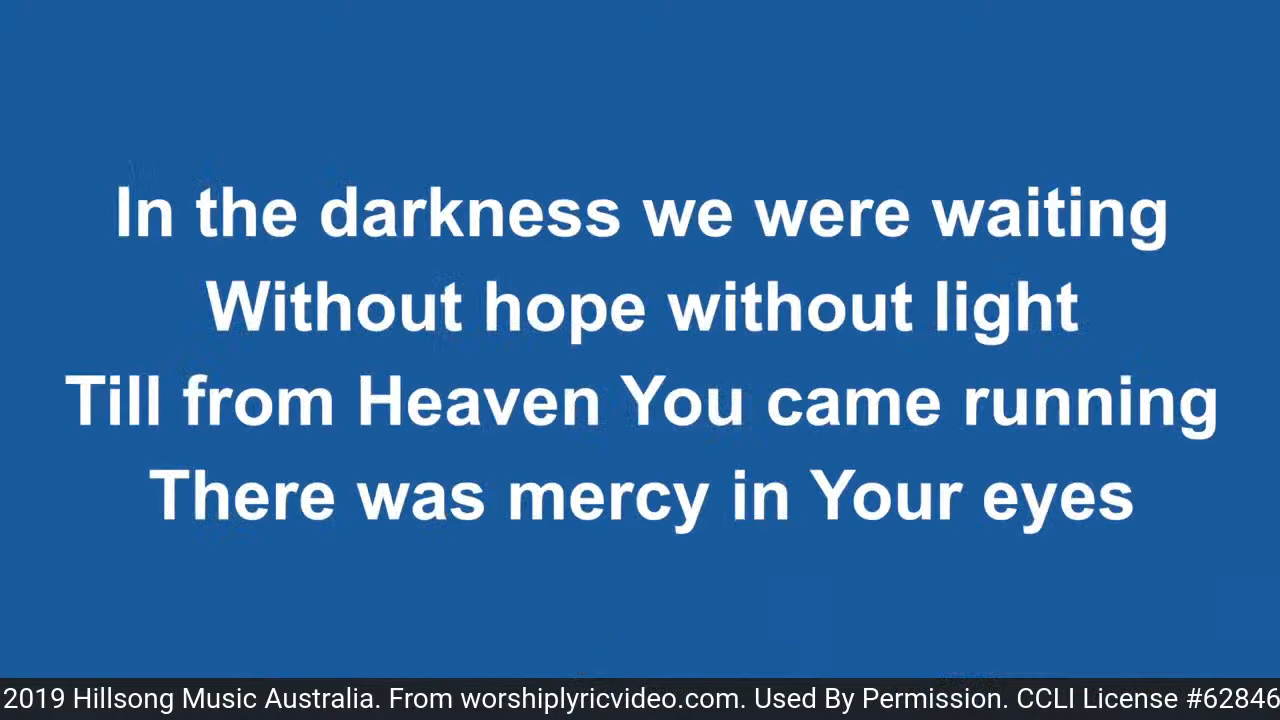 In the darkness we were waiting
Without hope without light
Till from Heaven You came running
There was mercy in Your eyes
2019 Hillsong Music Australia. From worshiplyricvideo.com. Used By Permission. CCLI License #62846